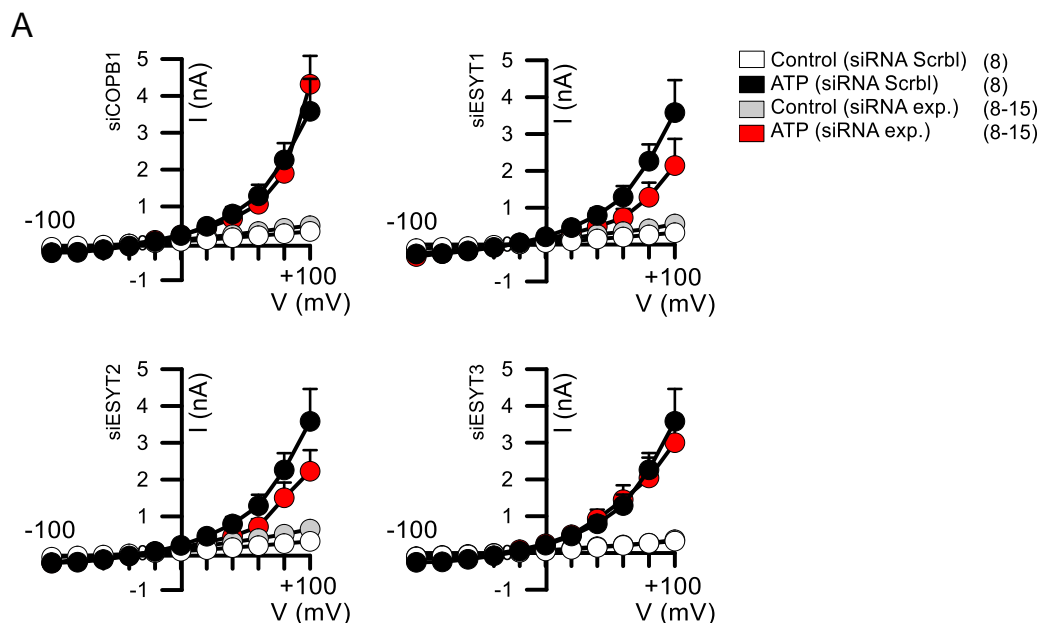 A
siCOPB1
5
4
3
2
1
-1
I (nA)
-100
+100
V (mV)
siESYT1
5
4
3
2
1
-1
I (nA)
-100
+100
V (mV)
Control (siRNA Scrbl) (8)
ATP (siRNA Scrbl) (8)
Control (siRNA exp.) (8-15)
ATP (siRNA exp.) (8-15)
siESYT2
5
4
3
2
1
-1
I (nA)
-100
+100
V (mV)
siESYT3
5
4
3
2
1
-1
I (nA)
-100
+100
V (mV)